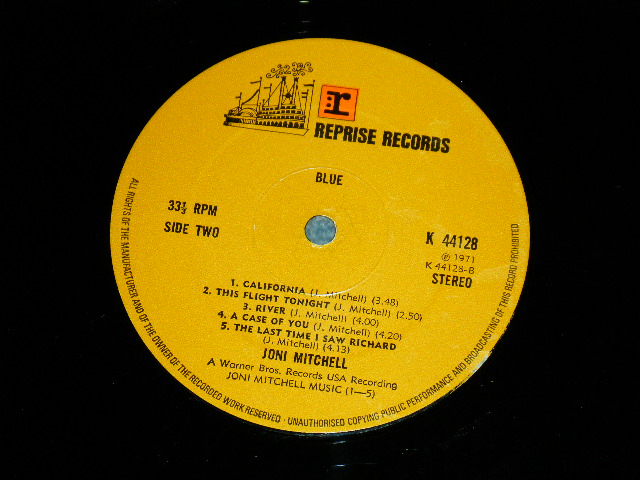 r
REPRISE RECORDS
BLUE
33⅓ RPM
SIDE TWO
K 44128
℗ 1971
K 44128-B
STEREO
1. CALIFORNIA (J. Mitchell) (3.48)
2. THIS FLIGHT TONIGHT (J. Mitchell) (2.50)
3. RIVER (J. Mitchell) (4.00)
4. A CASE OF YOU (J. Mitchell) (4.20)
5. THE LAST TIME I SAW RICHARD
(J. Mitchell) (4.13)
JONI MITCHELL
A Warner Bros. Records USA Recording
JONI MITCHELL MUSIC (1—5)
ALL RIGHTS OF THE MANUFACTURER AND OF THE OWNER OF THE RECORDED WORK RESERVED · UNAUTHORISED COPYING PUBLIC PERFORMANCE AND BROADCASTING OF THIS RECORD PROHIBITED